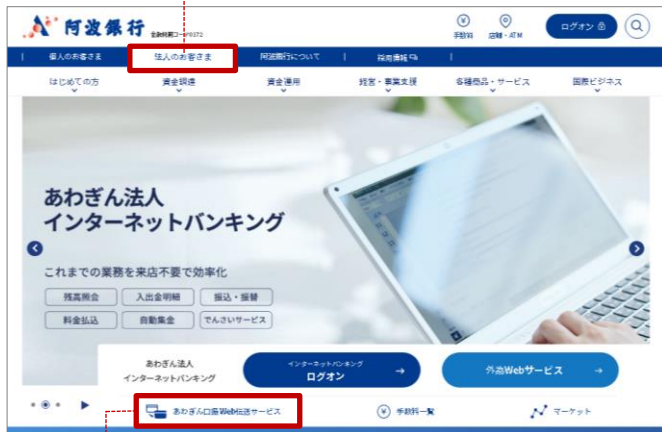 阿波銀行
金融機関コード0172
手数料
店舗・ATM
ログオン
個人のお客さま
法人のお客さま
阿波銀行について
採用情報
はじめての方
資金調達
資金運用
経営・事業支援
各種商品・サービス
国際ビジネス
あわぎん法人
インターネットバンキング
これまでの業務を来店不要で効率化
残高照会
入出金明細
振込・振替
料金払込
自動集金
でんさいサービス
あわぎん法人
インターネットバンキング
インターネットバンキング
ログオン
外為Webサービス
あわぎん口振Web伝送サービス
手数料一覧
マーケット